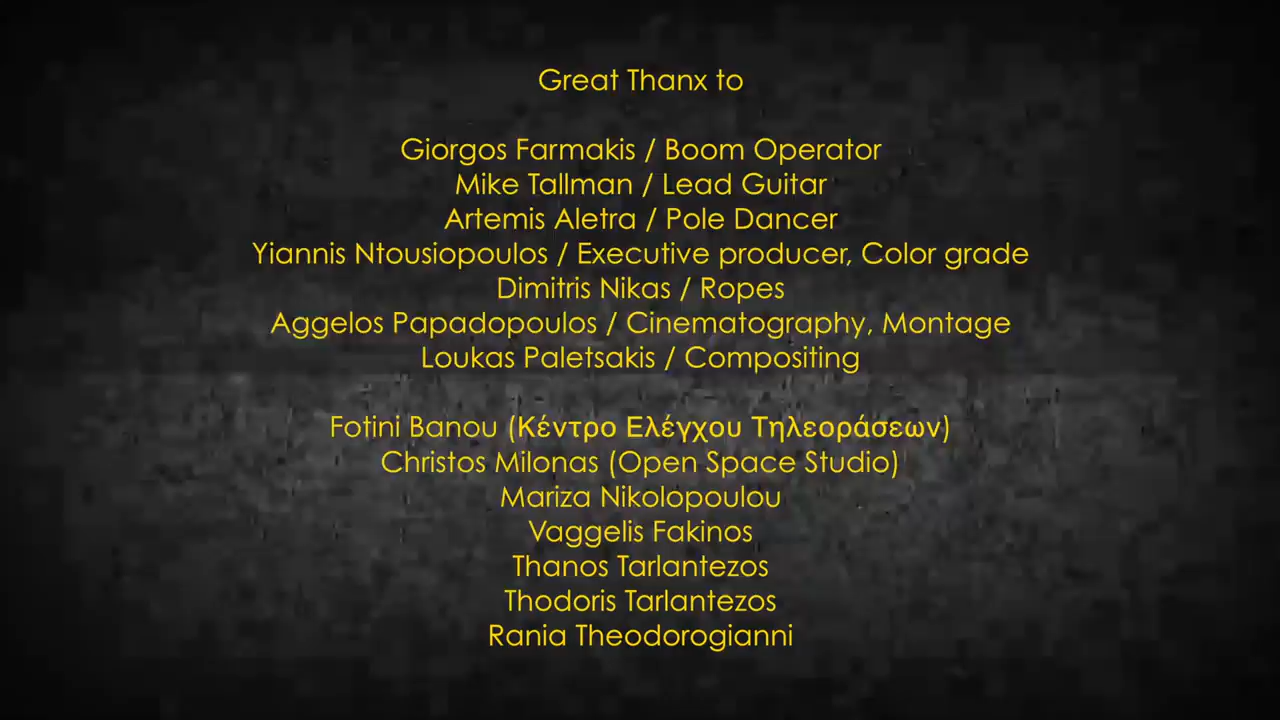 Great Thanx to
Giorgos Farmakis / Boom Operator
Mike Tallman / Lead Guitar
Artemis Aletra / Pole Dancer
Yiannis Ntousiopoulos / Executive producer, Color grade
Dimitris Nikas / Ropes
Aggelos Papadopoulos / Cinematography, Montage
Loukas Paletsakis / Compositing
Fotini Banou (Κέντρο Ελέγχου Τηλεοράσεων)
Christos Milonas (Open Space Studio)
Mariza Nikolopoulou
Vaggelis Fakinos
Thanos Tarlantezos
Thodoris Tarlantezos
Rania Theodorogianni